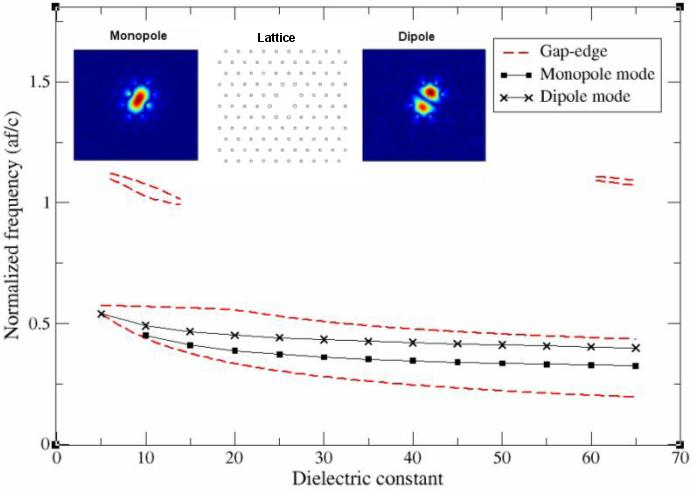 Monopole
Lattice
Dipole
Gap-edge
Monopole mode
Dipole mode
1.5
1
0.5
0
Normalized frequency (af/c)
0 10 20 30 40 50 60 70
Dielectric constant